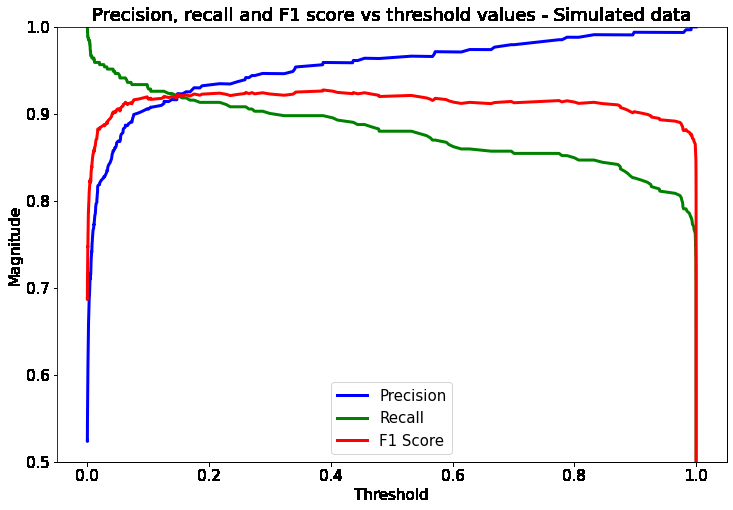 Precision, recall and F1 score vs threshold values - Simulated data
1.0
0.9
0.8
0.7
0.6
0.5
Magnitude
Precision
Recall
F1 Score
0.0 0.2 0.4 0.6 0.8 1.0
Threshold